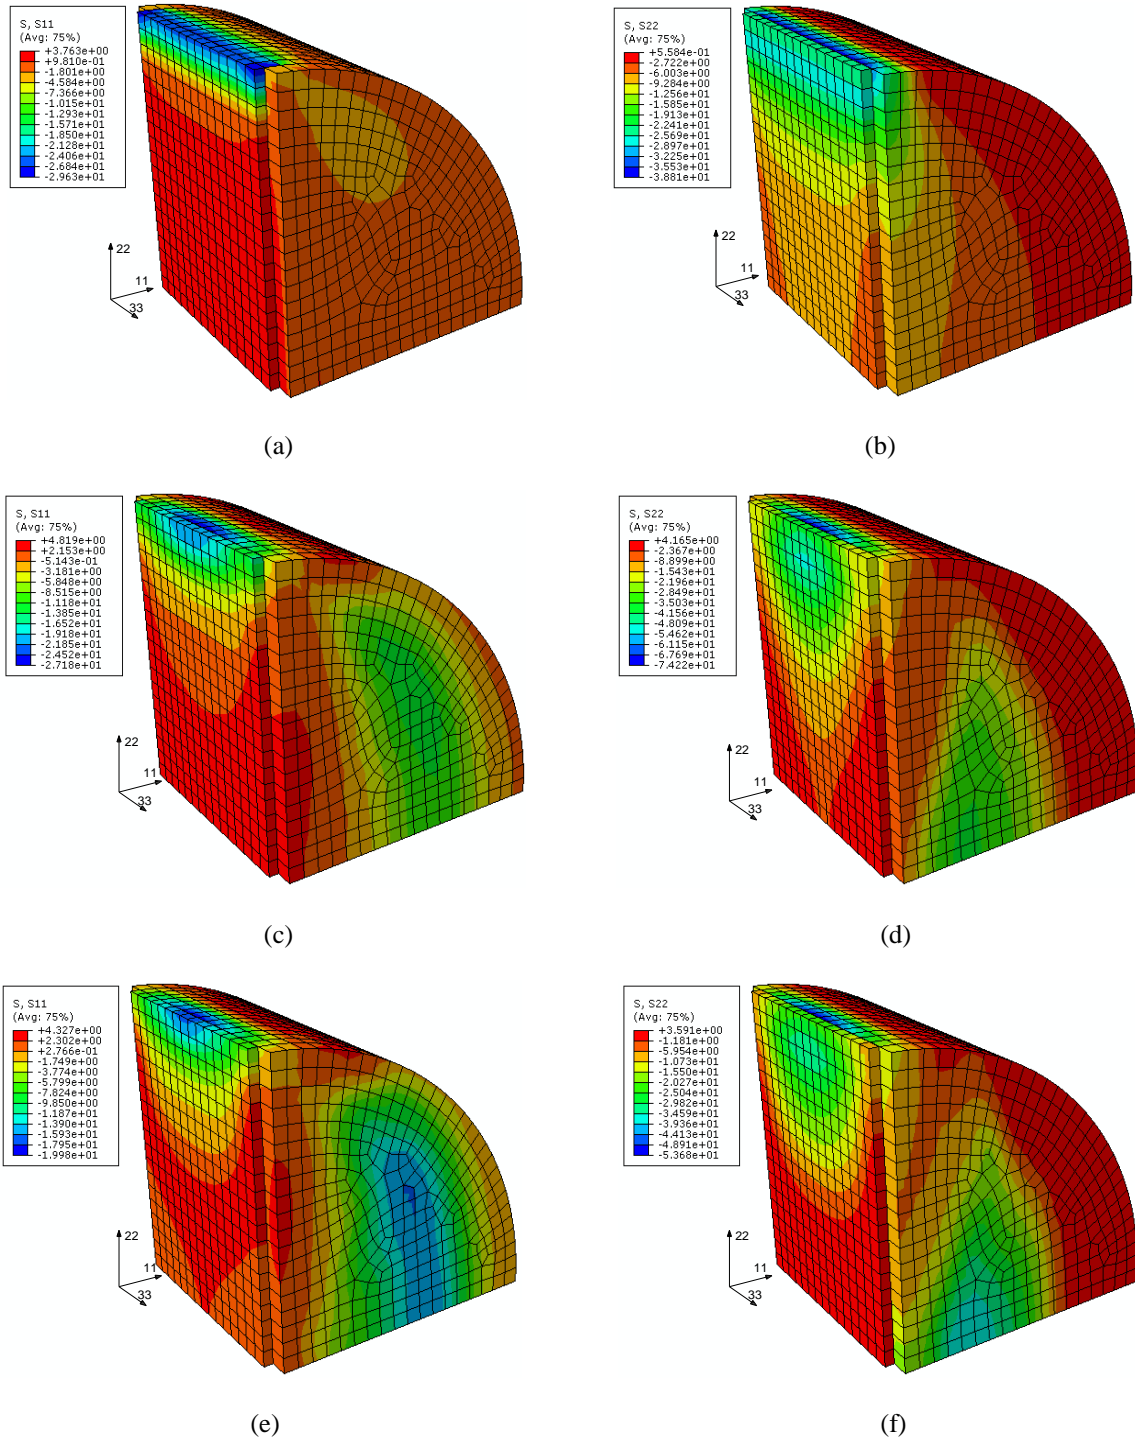 S, S11
(Avg: 75%)
+3.763e+00
+9.810e-01
-1.801e+00
-4.584e+00
-7.366e+00
-1.015e+01
-1.293e+01
-1.571e+01
-1.850e+01
-2.128e+01
-2.406e+01
-2.684e+01
-2.963e+01
22
11
33
(a)
S, S22
(Avg: 75%)
+5.584e-01
-2.722e+00
-6.003e+00
-9.284e+00
-1.256e+01
-1.585e+01
-1.913e+01
-2.241e+01
-2.569e+01
-2.897e+01
-3.225e+01
-3.553e+01
-3.881e+01
22
11
33
(b)
S, S11
(Avg: 75%)
+4.819e+00
+2.153e+00
-5.143e-01
-3.181e+00
-5.848e+00
-8.515e+00
-1.118e+01
-1.385e+01
-1.652e+01
-1.918e+01
-2.185e+01
-2.452e+01
-2.718e+01
22
11
33
(c)
S, S22
(Avg: 75%)
+4.165e+00
-2.367e+00
-8.899e+00
-1.543e+01
-2.196e+01
-2.849e+01
-3.503e+01
-4.156e+01
-4.809e+01
-5.462e+01
-6.115e+01
-6.769e+01
-7.422e+01
22
11
33
(d)
S, S11
(Avg: 75%)
+4.327e+00
+2.302e+00
+2.766e-01
-1.749e+00
-3.774e+00
-5.799e+00
-7.824e+00
-9.850e+00
-1.187e+01
-1.390e+01
-1.593e+01
-1.795e+01
-1.998e+01
22
11
33
(e)
S, S22
(Avg: 75%)
+3.591e+00
-1.181e+00
-5.954e+00
-1.073e+01
-1.550e+01
-2.027e+01
-2.504e+01
-2.982e+01
-3.459e+01
-3.936e+01
-4.413e+01
-4.891e+01
-5.368e+01
22
11
33
(f)